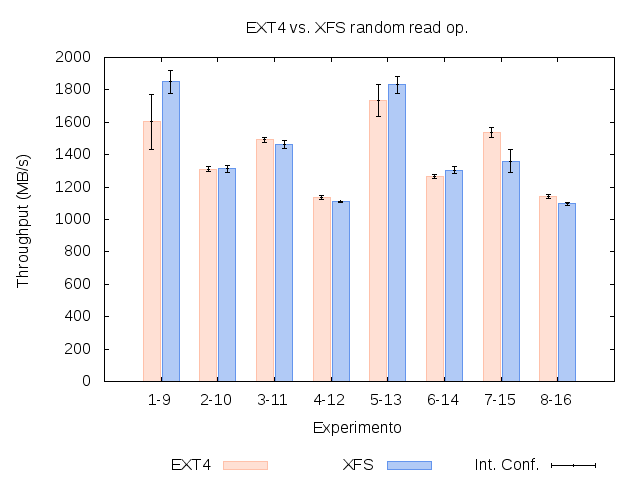 EXT4 vs. XFS random read op.
2000
1800
1600
1400
1200
1000
800
600
400
200
0
Throughput (MB/s)
1-9 2-10 3-11 4-12 5-13 6-14 7-15 8-16
Experimento
EXT4 XFS Int. Conf.